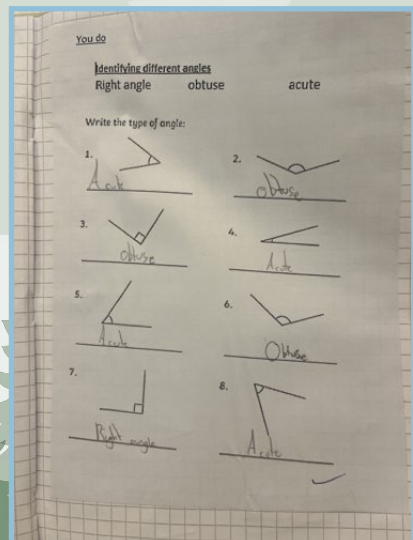 You do
Identifying different angles
Right angle obtuse acute
Write the type of angle:
1. Acute
2. Obtuse
3. obtuse
4. Acute
5. Acute
6. Obtuse
7. Right angle
8. Acute